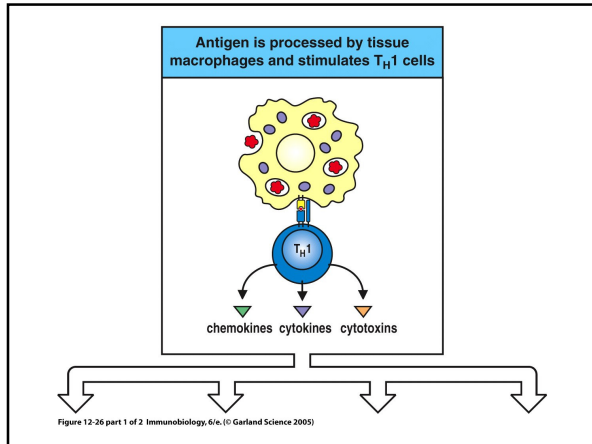 Antigen is processed by tissue
macrophages and stimulates TH1 cells
TH1
chemokines cytokines cytotoxins
Figure 12-26 part 1 of 2 Immunobiology, 6/e. (© Garland Science 2005)